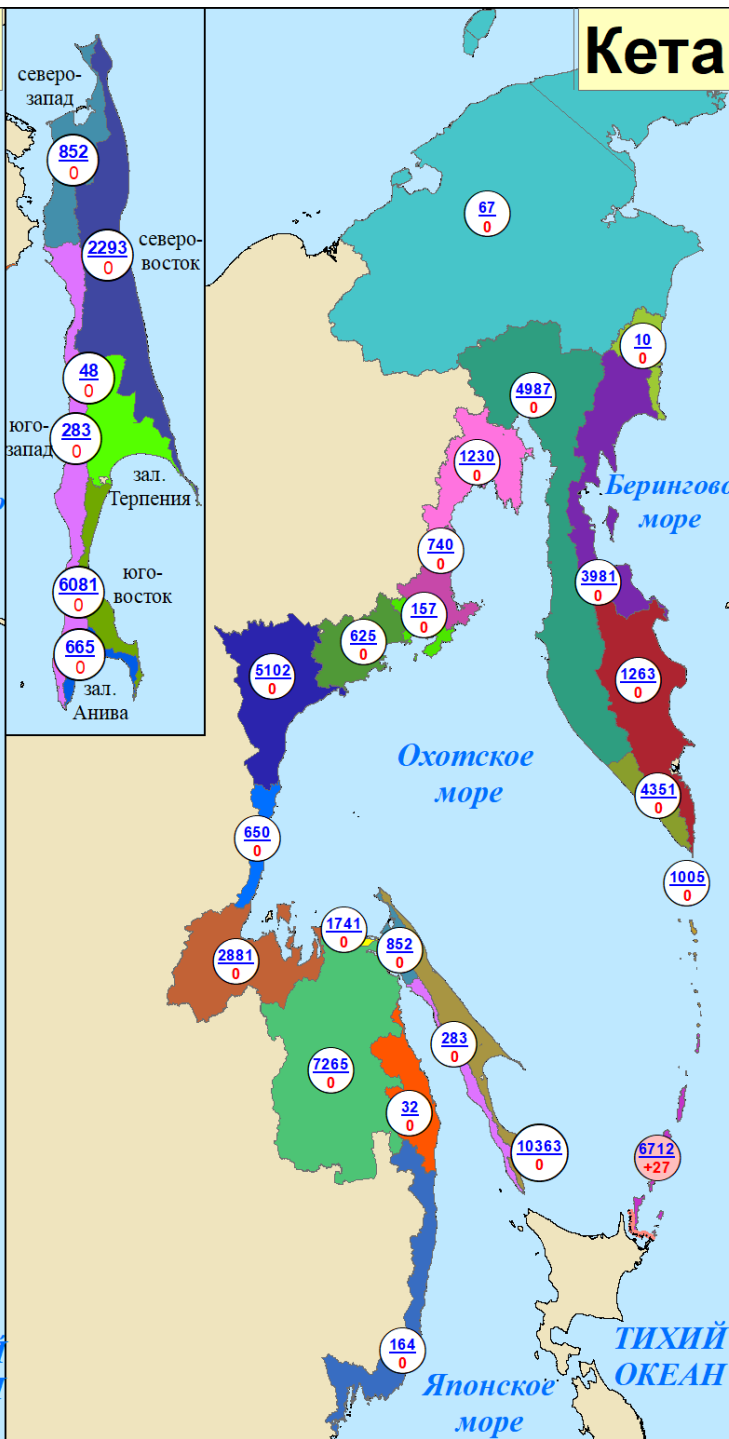 Кета
северо-
запад
852
0
2293
0
северо-
восток
48
0
юго-
запад
283
0
зал.
Терпения
6081
0
юго-
восток
665
0
зал.
Анива
67
0
10
0
4987
0
1230
0
Берингово
море
740
0
3981
0
157
0
625
0
5102
0
1263
0
Охотское
море
4351
0
650
0
1005
0
1741
0
852
0
2881
0
283
0
7265
0
32
0
10363
0
6712
+27
164
0
ТИХИЙ
ОКЕАН
Японское
море